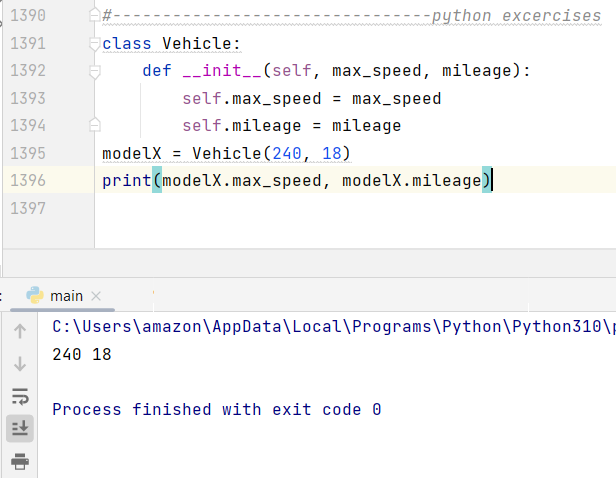 1390 #--------------------------------python excercises
1391 class Vehicle:
1392 def __init__(self, max_speed, mileage):
1393 self.max_speed = max_speed
1394 self.mileage = mileage
1395 modelX = Vehicle(240, 18)
1396 print(modelX.max_speed, modelX.mileage)
1397
main
C:\Users\amazon\AppData\Local\Programs\Python\Python310\p
240 18
Process finished with exit code 0